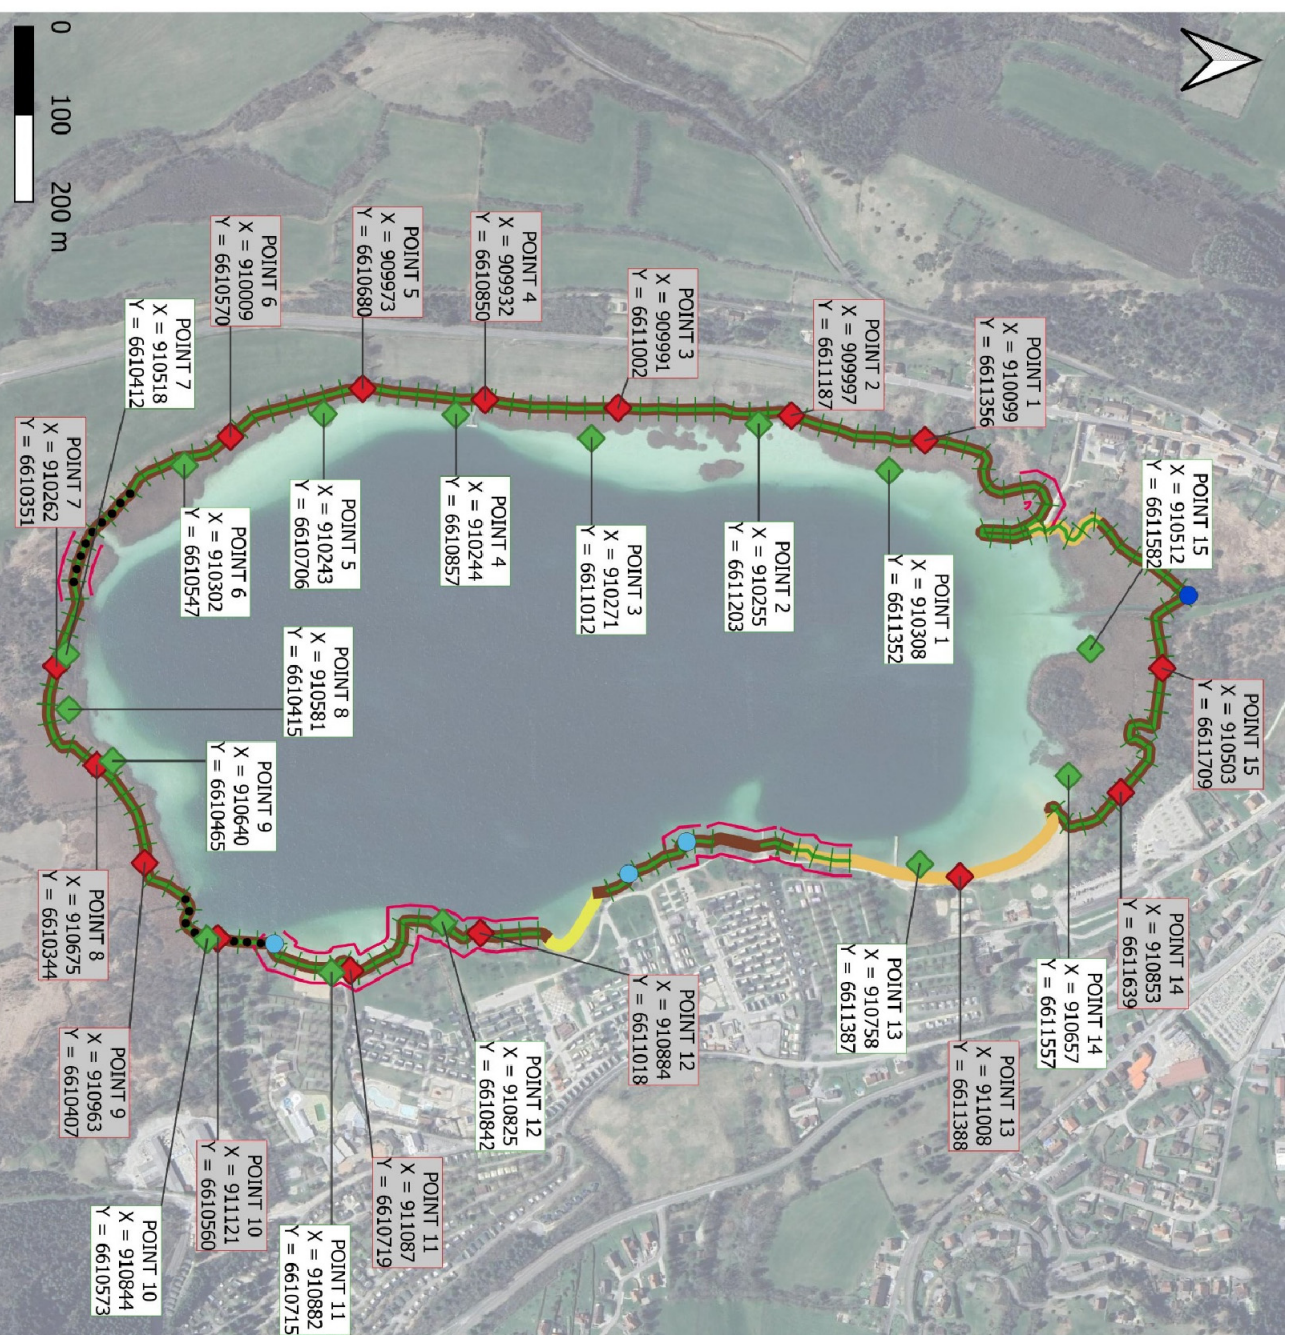 POINT 15
X = 910503
Y = 6611709
POINT 15
X = 910512
Y = 6611582
POINT 14
X = 910853
Y = 6611639
POINT 14
X = 910657
Y = 6611557
POINT 1
X = 910099
Y = 6611356
POINT 13
X = 911008
Y = 6611388
POINT 1
X = 910308
Y = 6611352
POINT 13
X = 910758
Y = 6611387
POINT 2
X = 909997
Y = 6611187
POINT 2
X = 910255
Y = 6611203
POINT 3
X = 909991
Y = 6611002
POINT 12
X = 910884
Y = 6611018
POINT 3
X = 910271
Y = 6611012
POINT 4
X = 909932
Y = 6610850
POINT 12
X = 910825
Y = 6610842
POINT 4
X = 910244
Y = 6610857
POINT 11
X = 911087
Y = 6610719
POINT 5
X = 909973
Y = 6610680
POINT 5
X = 910243
Y = 6610706
POINT 8
X = 910581
Y = 6610415
POINT 11
X = 910882
Y = 6610715
POINT 6
X = 910009
Y = 6610570
POINT 9
X = 910640
Y = 6610465
POINT 10
X = 911121
Y = 6610560
POINT 6
X = 910302
Y = 6610547
POINT 7
X = 910518
Y = 6610412
POINT 10
X = 910844
Y = 6610573
POINT 9
X = 910963
Y = 6610407
POINT 8
X = 910675
Y = 6610344
POINT 7
X = 910262
Y = 6610351
0 100 200 m